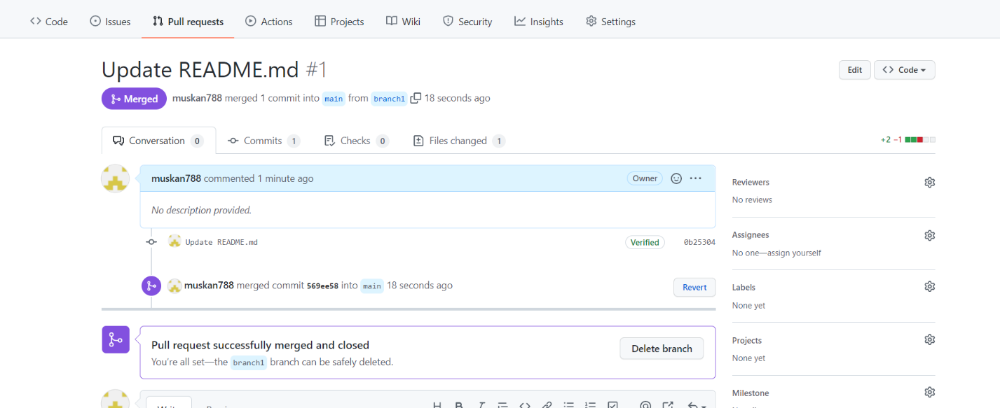 Code Issues Pull requests Actions Projects Wiki Security Insights Settings
Update README.md #1
Edit Code
Merged muskan788 merged 1 commit into main from branch1 18 seconds ago
Conversation 0 Commits 1 Checks 0 Files changed 1 +2 −1
muskan788 commented 1 minute ago Owner
No description provided.
Update README.md Verified 0b25304
muskan788 merged commit 569ee58 into main 18 seconds ago Revert
Pull request successfully merged and closed
You're all set—the branch1 branch can be safely deleted.
Delete branch
Reviewers
No reviews
Assignees
No one—assign yourself
Labels
None yet
Projects
None yet
Milestone